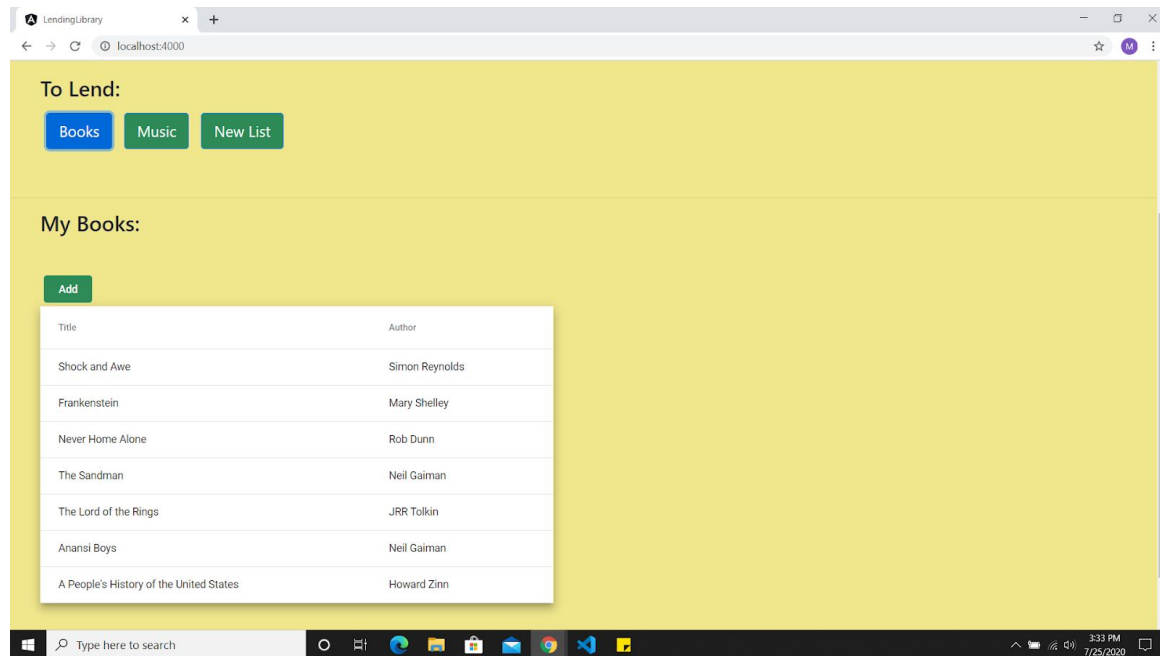 LendingLibrary
localhost:4000
M
To Lend:
Books Music New List
My Books:
Add
Title Author
Shock and Awe Simon Reynolds
Frankenstein Mary Shelley
Never Home Alone Rob Dunn
The Sandman Neil Gaiman
The Lord of the Rings JRR Tolkin
Anansi Boys Neil Gaiman
A People's History of the United States Howard Zinn
Type here to search
3:33 PM
7/25/2020